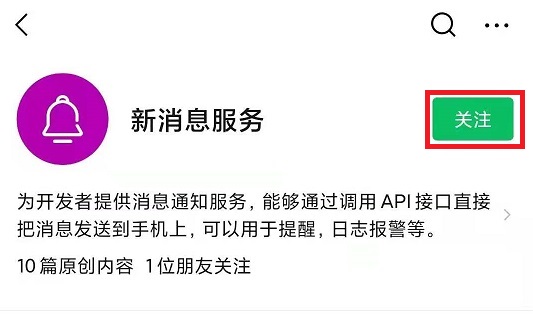 新消息服务
关注
为开发者提供消息通知服务，能够通过调用 API 接口直接
把消息发送到手机上，可以用于提醒，日志报警等。
10 篇原创内容 1 位朋友关注